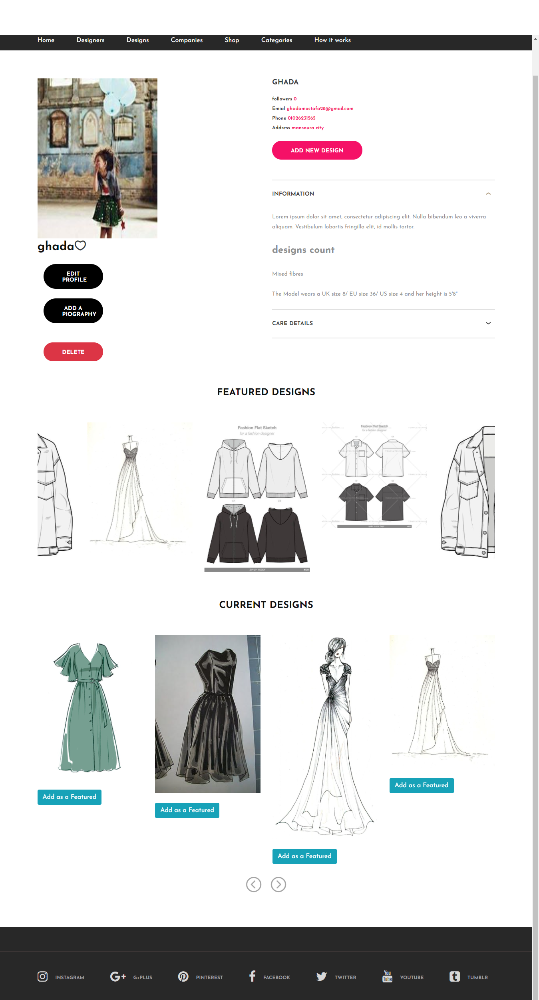 Home Designers Designs Companies Shop Categories How it works
GHADA
followers 0
Emial ghadamostafa28@gmail.com
Phone 01026231565
Address mansoura city
ADD NEW DESIGN
INFORMATION
Lorem ipsum dolor sit amet, consectetur adipiscing elit. Nulla bibendum leo a viverra
aliquam. Vestibulum lobortis fringilla elit, id mollis tortor.
designs count
Mixed fibres
The Model wears a UK size 8/ EU size 36/ US size 4 and her height is 5'8"
CARE DETAILS
ghada
EDIT
PROFILE
ADD A
PIOGRAPHY
DELETE
FEATURED DESIGNS
Fashion Flat Sketch
for a fashion designer
ZIP-UP HOODY
Fashion Flat Sketch
for a fashion designer
CURRENT DESIGNS
Add as a Featured
Add as a Featured
Add as a Featured
Add as a Featured
INSTAGRAM G+PLUS PINTEREST FACEBOOK TWITTER You Tube YOUTUBE TUMBLR